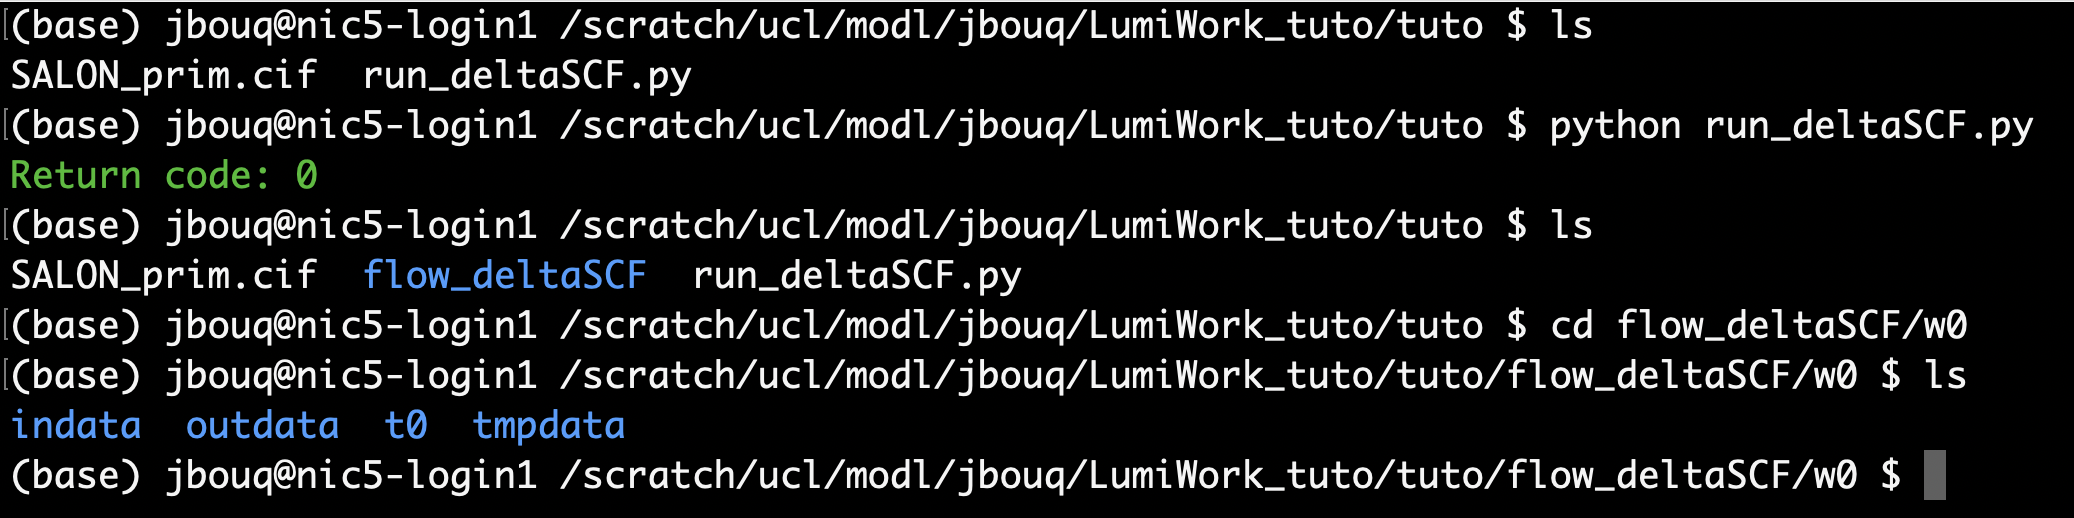 (base) jbouq@nic5-login1 /scratch/ucl/modl/jbouq/LumiWork_tuto/tuto $ ls
SALON_prim.cif  run_deltaSCF.py
(base) jbouq@nic5-login1 /scratch/ucl/modl/jbouq/LumiWork_tuto/tuto $ python run_deltaSCF.py
Return code: 0
(base) jbouq@nic5-login1 /scratch/ucl/modl/jbouq/LumiWork_tuto/tuto $ ls
SALON_prim.cif  flow_deltaSCF  run_deltaSCF.py
(base) jbouq@nic5-login1 /scratch/ucl/modl/jbouq/LumiWork_tuto/tuto $ cd flow_deltaSCF/w0
(base) jbouq@nic5-login1 /scratch/ucl/modl/jbouq/LumiWork_tuto/tuto/flow_deltaSCF/w0 $ ls
indata  outdata  t0  tmpdata
(base) jbouq@nic5-login1 /scratch/ucl/modl/jbouq/LumiWork_tuto/tuto/flow_deltaSCF/w0 $